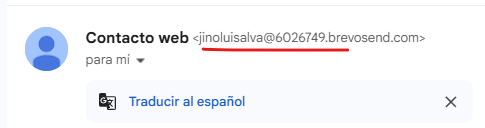 Contacto web <jinoluisalva@6026749.brevosend.com>
para mí
Traducir al español